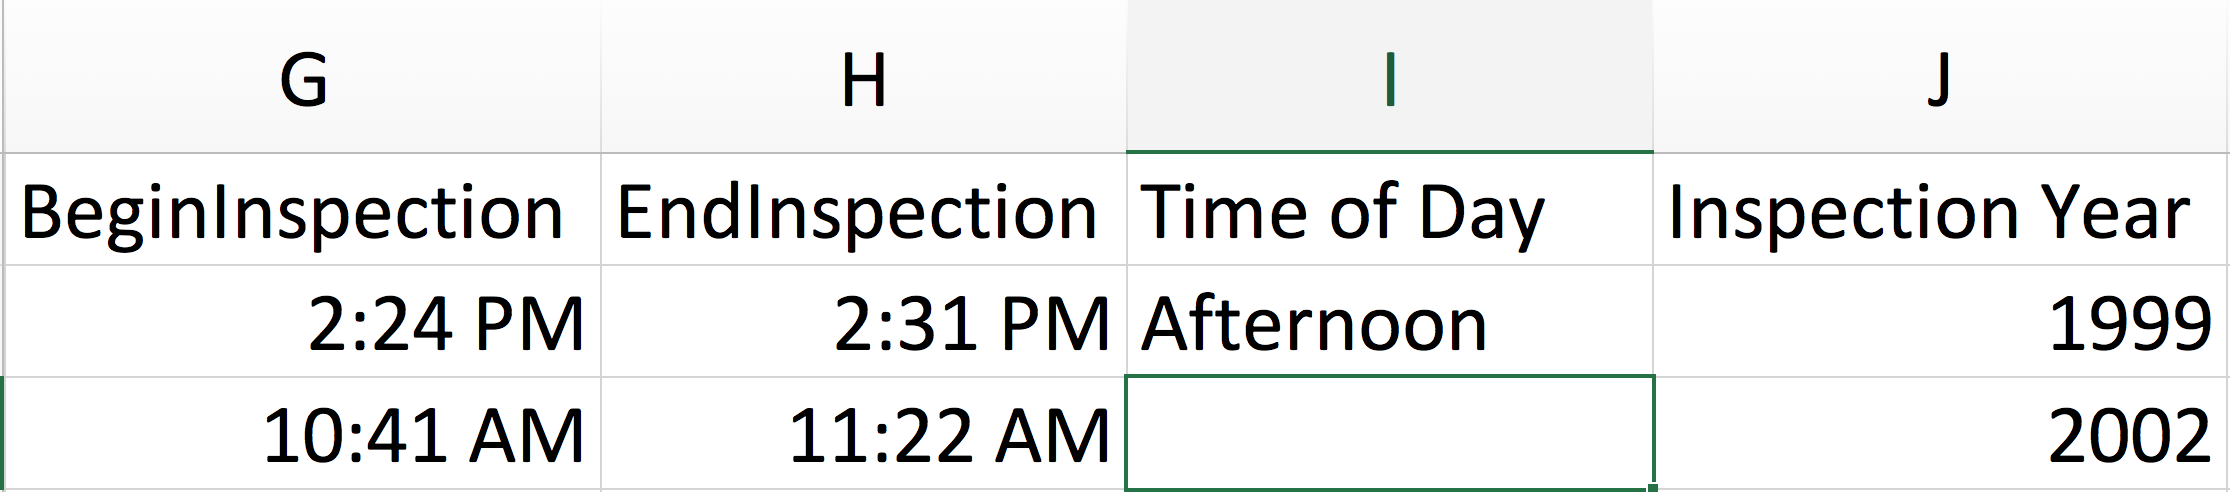 G H I J
BeginInspection EndInspection Time of Day Inspection Year
2:24 PM 2:31 PM Afternoon 1999
10:41 AM 11:22 AM 2002